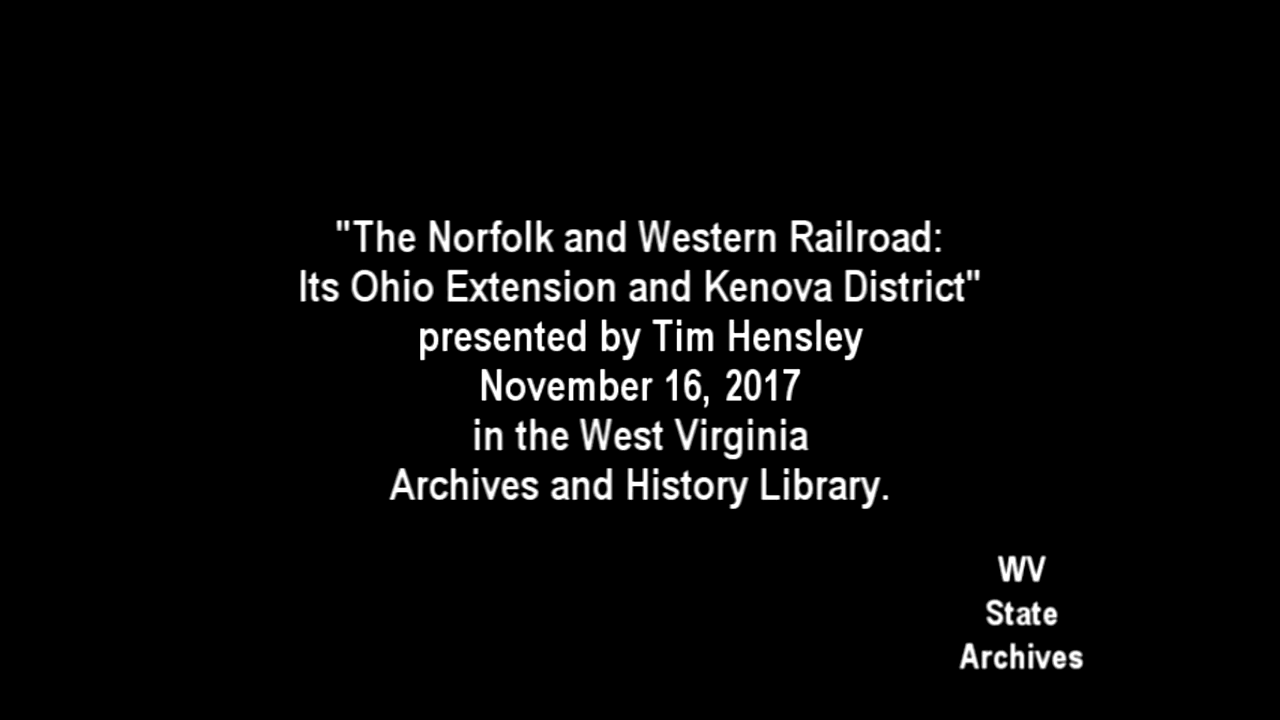 "The Norfolk and Western Railroad:
Its Ohio Extension and Kenova District"
presented by Tim Hensley
November 16, 2017
in the West Virginia
Archives and History Library.
WV
State
Archives